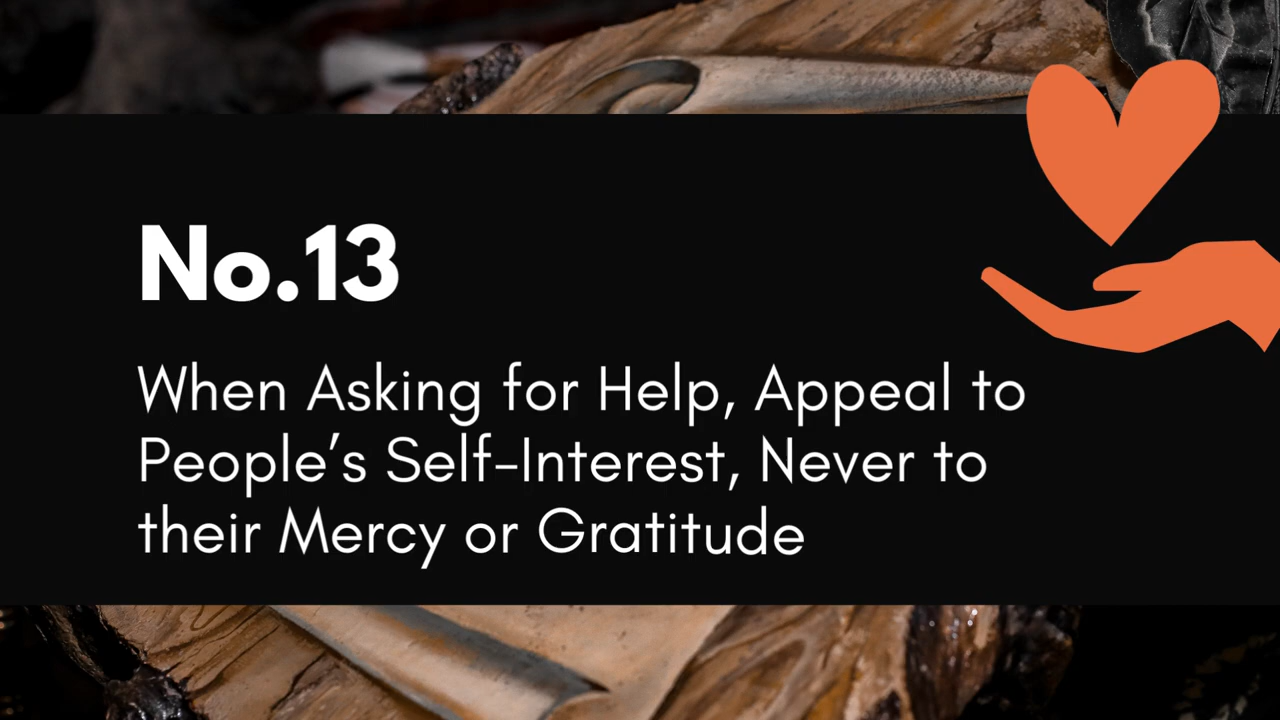 No.13
When Asking for Help, Appeal to
People’s Self-Interest, Never to
their Mercy or Gratitude